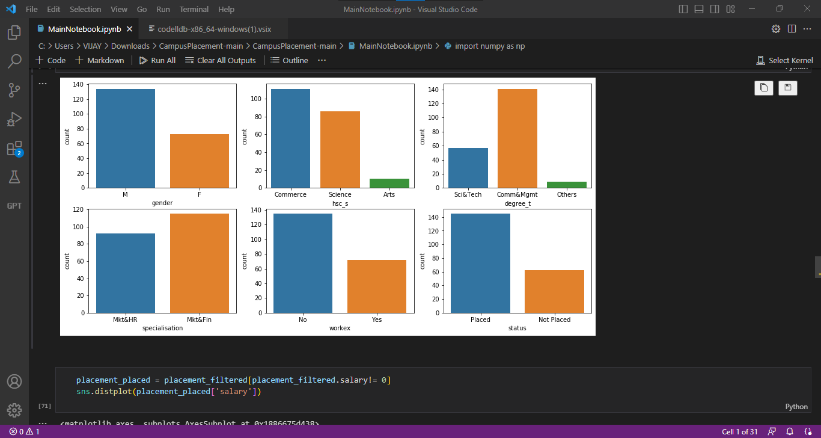 File Edit Selection View Go Run Terminal Help MainNotebook.ipynb - Visual Studio Code
MainNotebook.ipynb codelldb-x86_64-windows(1).vsix
C: > Users > VIJAY > Downloads > CampusPlacement-main > CampusPlacement-main > MainNotebook.ipynb > import numpy as np
+ Code + Markdown Run All Clear All Outputs Outline ... Select Kernel
140
120
100
80
60
40
20
0
count
M F
gender
100
80
60
40
20
0
count
Commerce Science Arts
hsc_s
140
120
100
80
60
40
20
0
count
Sci&Tech Comm&Mgmt Others
degree_t
120
100
80
60
40
20
0
count
Mkt&HR Mkt&Fin
specialisation
140
120
100
80
60
40
20
0
count
No Yes
workex
140
120
100
80
60
40
20
0
count
Placed Not Placed
status
2
GPT
placement_placed = placement_filtered[placement_filtered.salary!= 0]
sns.distplot(placement_placed['salary'])
[71] Python
0 1 Cell 1 of 31